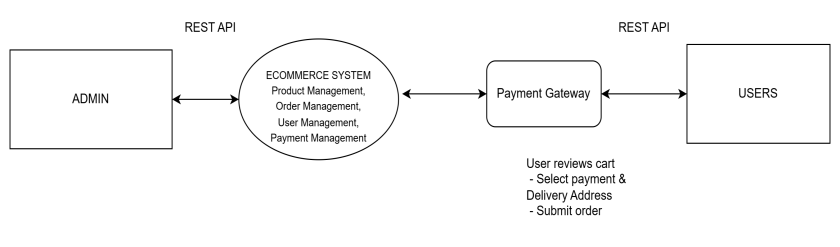 REST API
REST API
ADMIN
ECOMMERCE SYSTEM
Product Management,
Order Management,
User Management,
Payment Management
Payment Gateway
USERS
User reviews cart
- Select payment &
Delivery Address
- Submit order